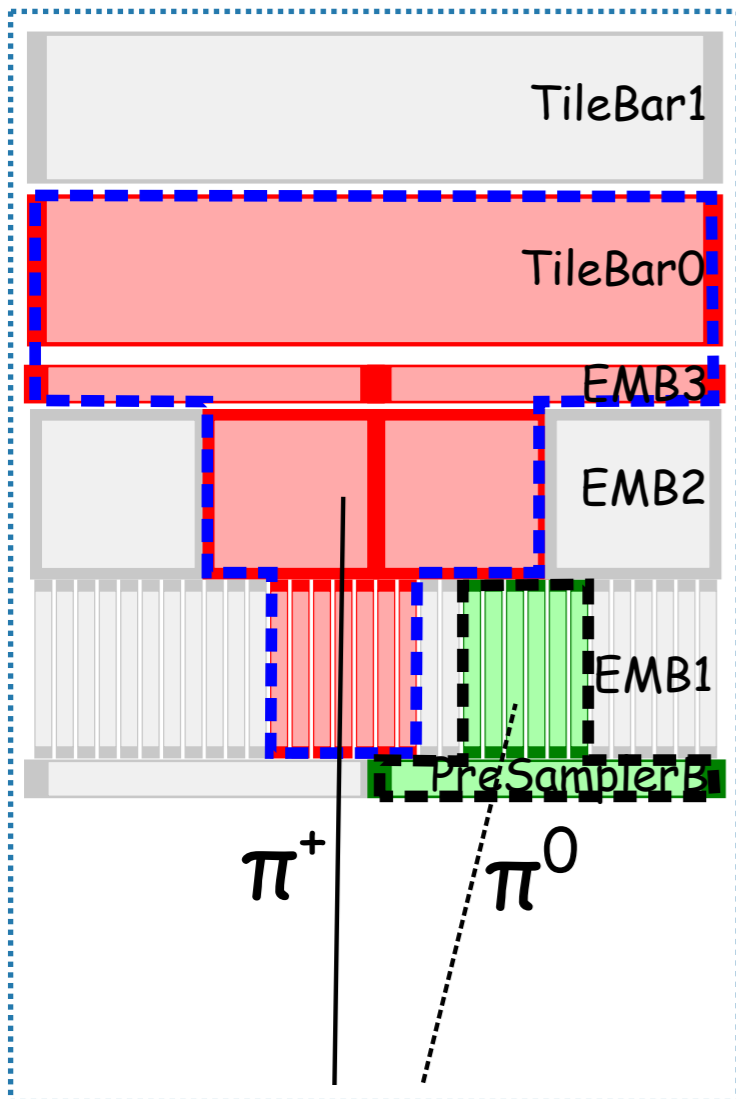 TileBar1
TileBar0
EMB3
EMB2
EMB1
PreSamplerB
π⁺ π⁰